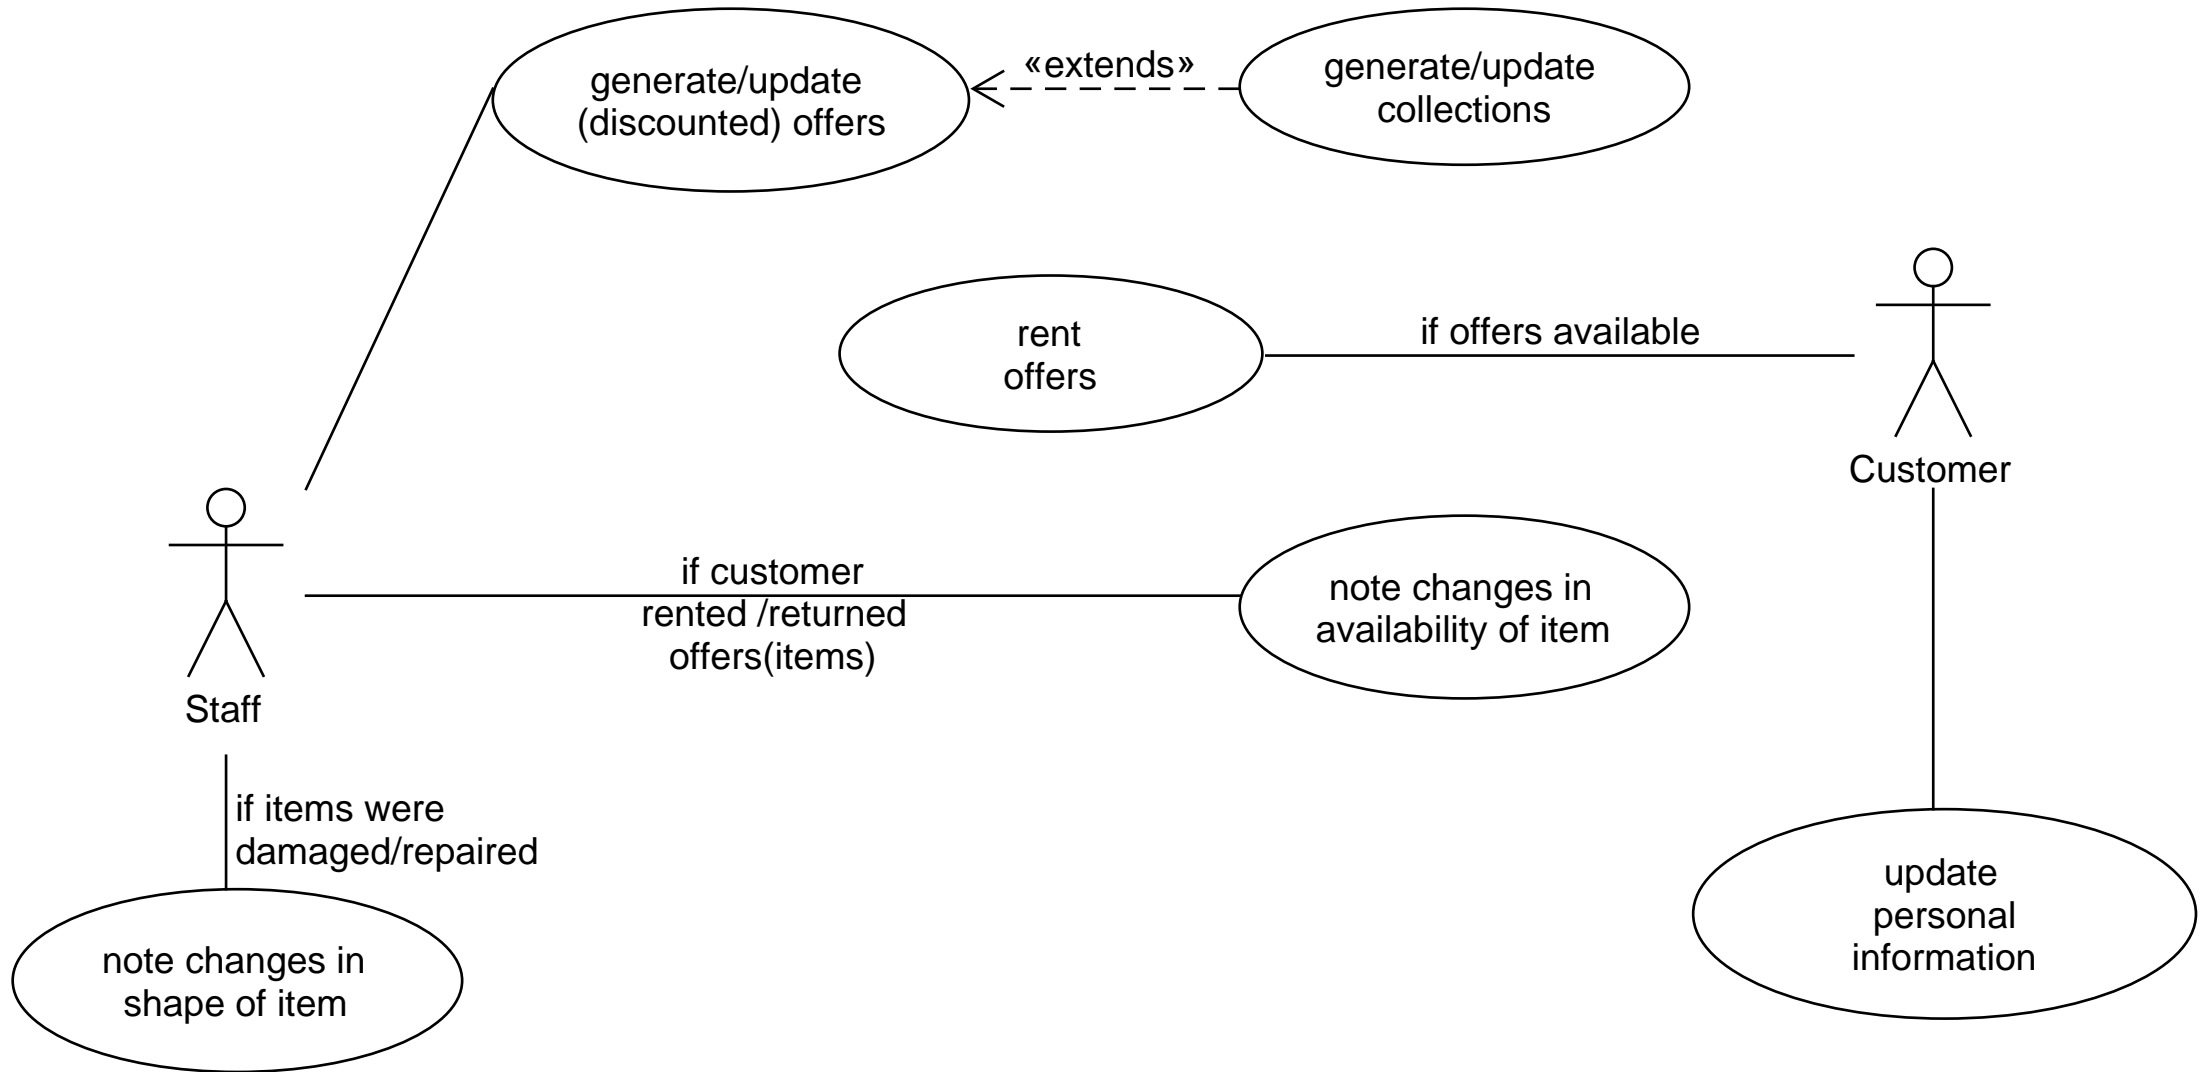 generate/update
(discounted) offers
«extends»
generate/update
collections
rent
offers
if offers available
Customer
if customer
rented /returned
offers(items)
note changes in
availability of item
Staff
if items were
damaged/repaired
note changes in
shape of item
update
personal
information